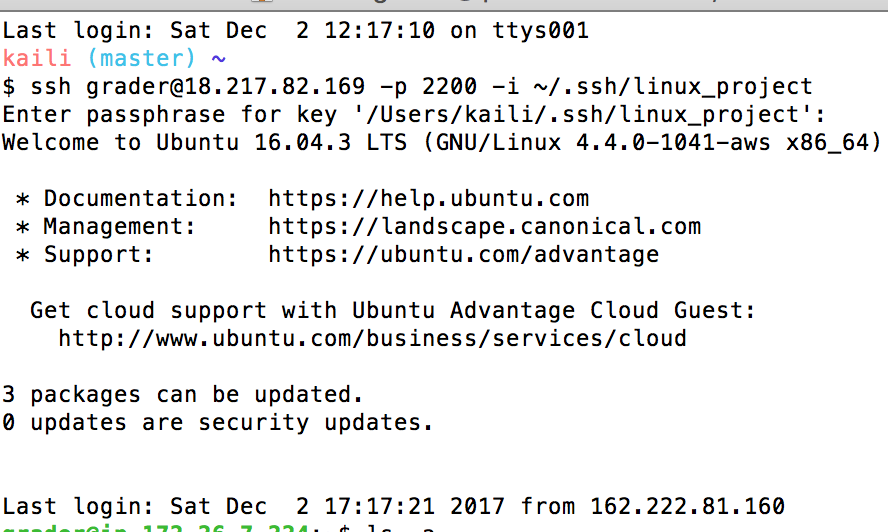 Last login: Sat Dec  2 12:17:10 on ttys001
kaili (master) ~
$ ssh grader@18.217.82.169 -p 2200 -i ~/.ssh/linux_project
Enter passphrase for key '/Users/kaili/.ssh/linux_project':
Welcome to Ubuntu 16.04.3 LTS (GNU/Linux 4.4.0-1041-aws x86_64)
 * Documentation:  https://help.ubuntu.com
 * Management:     https://landscape.canonical.com
 * Support:        https://ubuntu.com/advantage
  Get cloud support with Ubuntu Advantage Cloud Guest:
    http://www.ubuntu.com/business/services/cloud
3 packages can be updated.
0 updates are security updates.
Last login: Sat Dec  2 17:17:21 2017 from 162.222.81.160